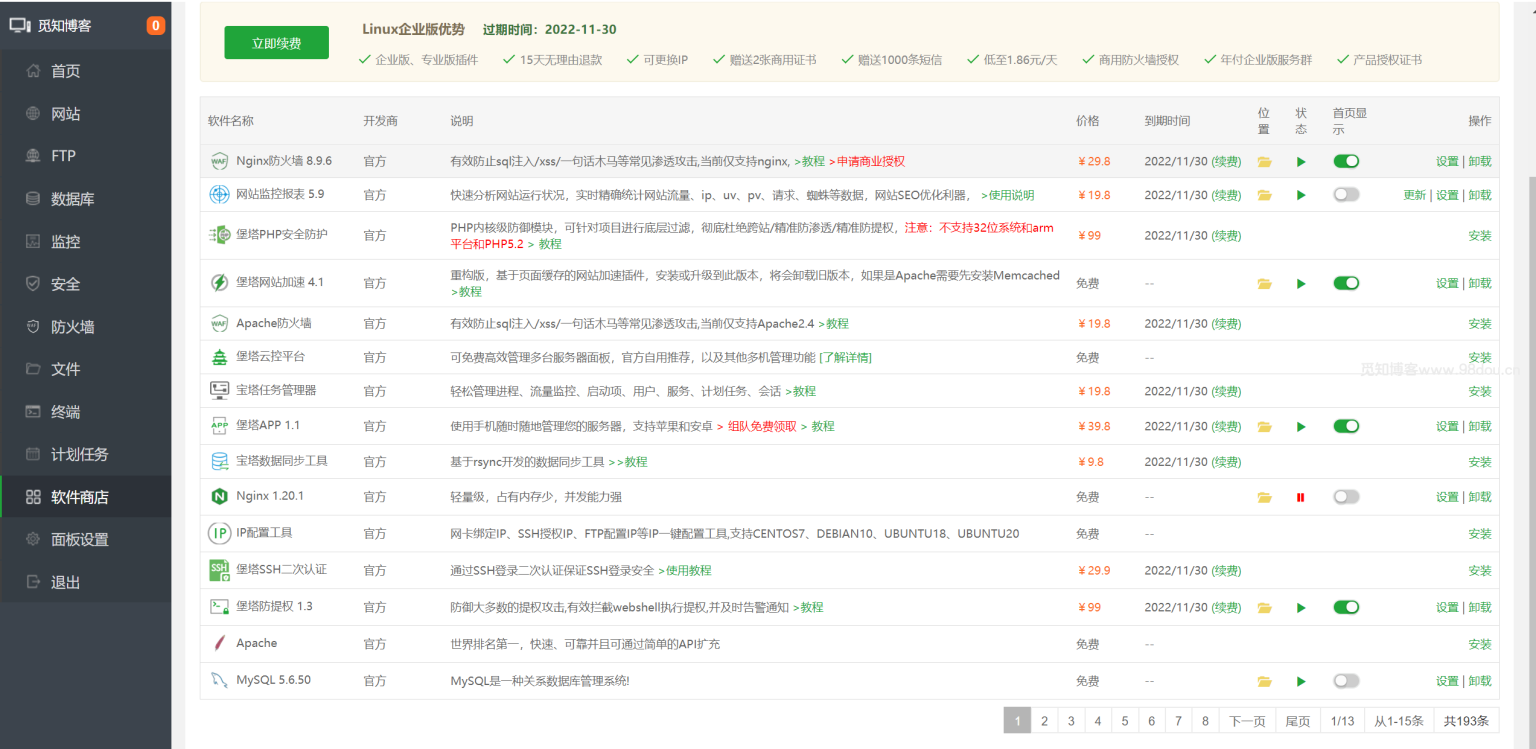 觅知博客 0
首页
网站
FTP
数据库
监控
安全
防火墙
文件
终端
计划任务
软件商店
面板设置
退出
立即续费
Linux企业版优势 过期时间：2022-11-30
企业版、专业版插件 15天无理由退款 可更换IP 赠送2张商用证书 赠送1000条短信 低至1.86元/天 商用防火墙授权 年付企业版服务群 产品授权证书
软件名称 开发商 说明 价格 到期时间 位置 状态 首页显示 操作
WAF Nginx防火墙 8.9.6 官方 有效防止sql注入/xss/一句话木马等常见渗透攻击,当前仅支持nginx, >教程 >申请商业授权 ￥29.8 2022/11/30 (续费) 设置 | 卸载
网站监控报表 5.9 官方 快速分析网站运行状况，实时精确统计网站流量、ip、uv、pv、请求、蜘蛛等数据，网站SEO优化利器， >使用说明 ￥19.8 2022/11/30 (续费) 更新 | 设置 | 卸载
堡塔PHP安全防护 官方 PHP内核级防御模块，可针对项目进行底层过滤，彻底杜绝跨站/精准防渗透/精准防提权，注意：不支持32位系统和arm
平台和PHP5.2 > 教程 ￥99 2022/11/30 (续费) 安装
堡塔网站加速 4.1 官方 重构版，基于页面缓存的网站加速插件，安装或升级到此版本，将会卸载旧版本，如果是Apache需要先安装Memcached
>教程 免费 -- 设置 | 卸载
WAF Apache防火墙 官方 有效防止sql注入/xss/一句话木马等常见渗透攻击,当前仅支持Apache2.4 >教程 ￥19.8 2022/11/30 (续费) 安装
堡塔云控平台 官方 可免费高效管理多台服务器面板，官方自用推荐，以及其他多机管理功能 [了解详情] 免费 -- 安装
觅知博客www.98dou.cn
宝塔任务管理器 官方 轻松管理进程、流量监控、启动项、用户、服务、计划任务、会话 >教程 ￥19.8 2022/11/30 (续费) 安装
APP 堡塔APP 1.1 官方 使用手机随时随地管理您的服务器，支持苹果和安卓 > 组队免费领取 > 教程 ￥39.8 2022/11/30 (续费) 设置 | 卸载
宝塔数据同步工具 官方 基于rsync开发的数据同步工具 >>教程 ￥9.8 2022/11/30 (续费) 安装
N Nginx 1.20.1 官方 轻量级，占有内存少，并发能力强 免费 -- 设置 | 卸载
IP IP配置工具 官方 网卡绑定IP、SSH授权IP、FTP配置IP等IP一键配置工具,支持CENTOS7、DEBIAN10、UBUNTU18、UBUNTU20 免费 -- 安装
SSH 堡塔SSH二次认证 官方 通过SSH登录二次认证保证SSH登录安全 >使用教程 ￥29.9 2022/11/30 (续费) 安装
堡塔防提权 1.3 官方 防御大多数的提权攻击,有效拦截webshell执行提权,并及时告警通知 >教程 ￥99 2022/11/30 (续费) 设置 | 卸载
Apache 官方 世界排名第一，快速、可靠并且可通过简单的API扩充 免费 -- 安装
MySQL 5.6.50 官方 MySQL是一种关系数据库管理系统! 免费 -- 设置 | 卸载
1 2 3 4 5 6 7 8 下一页 尾页 1/13 从1-15条 共193条